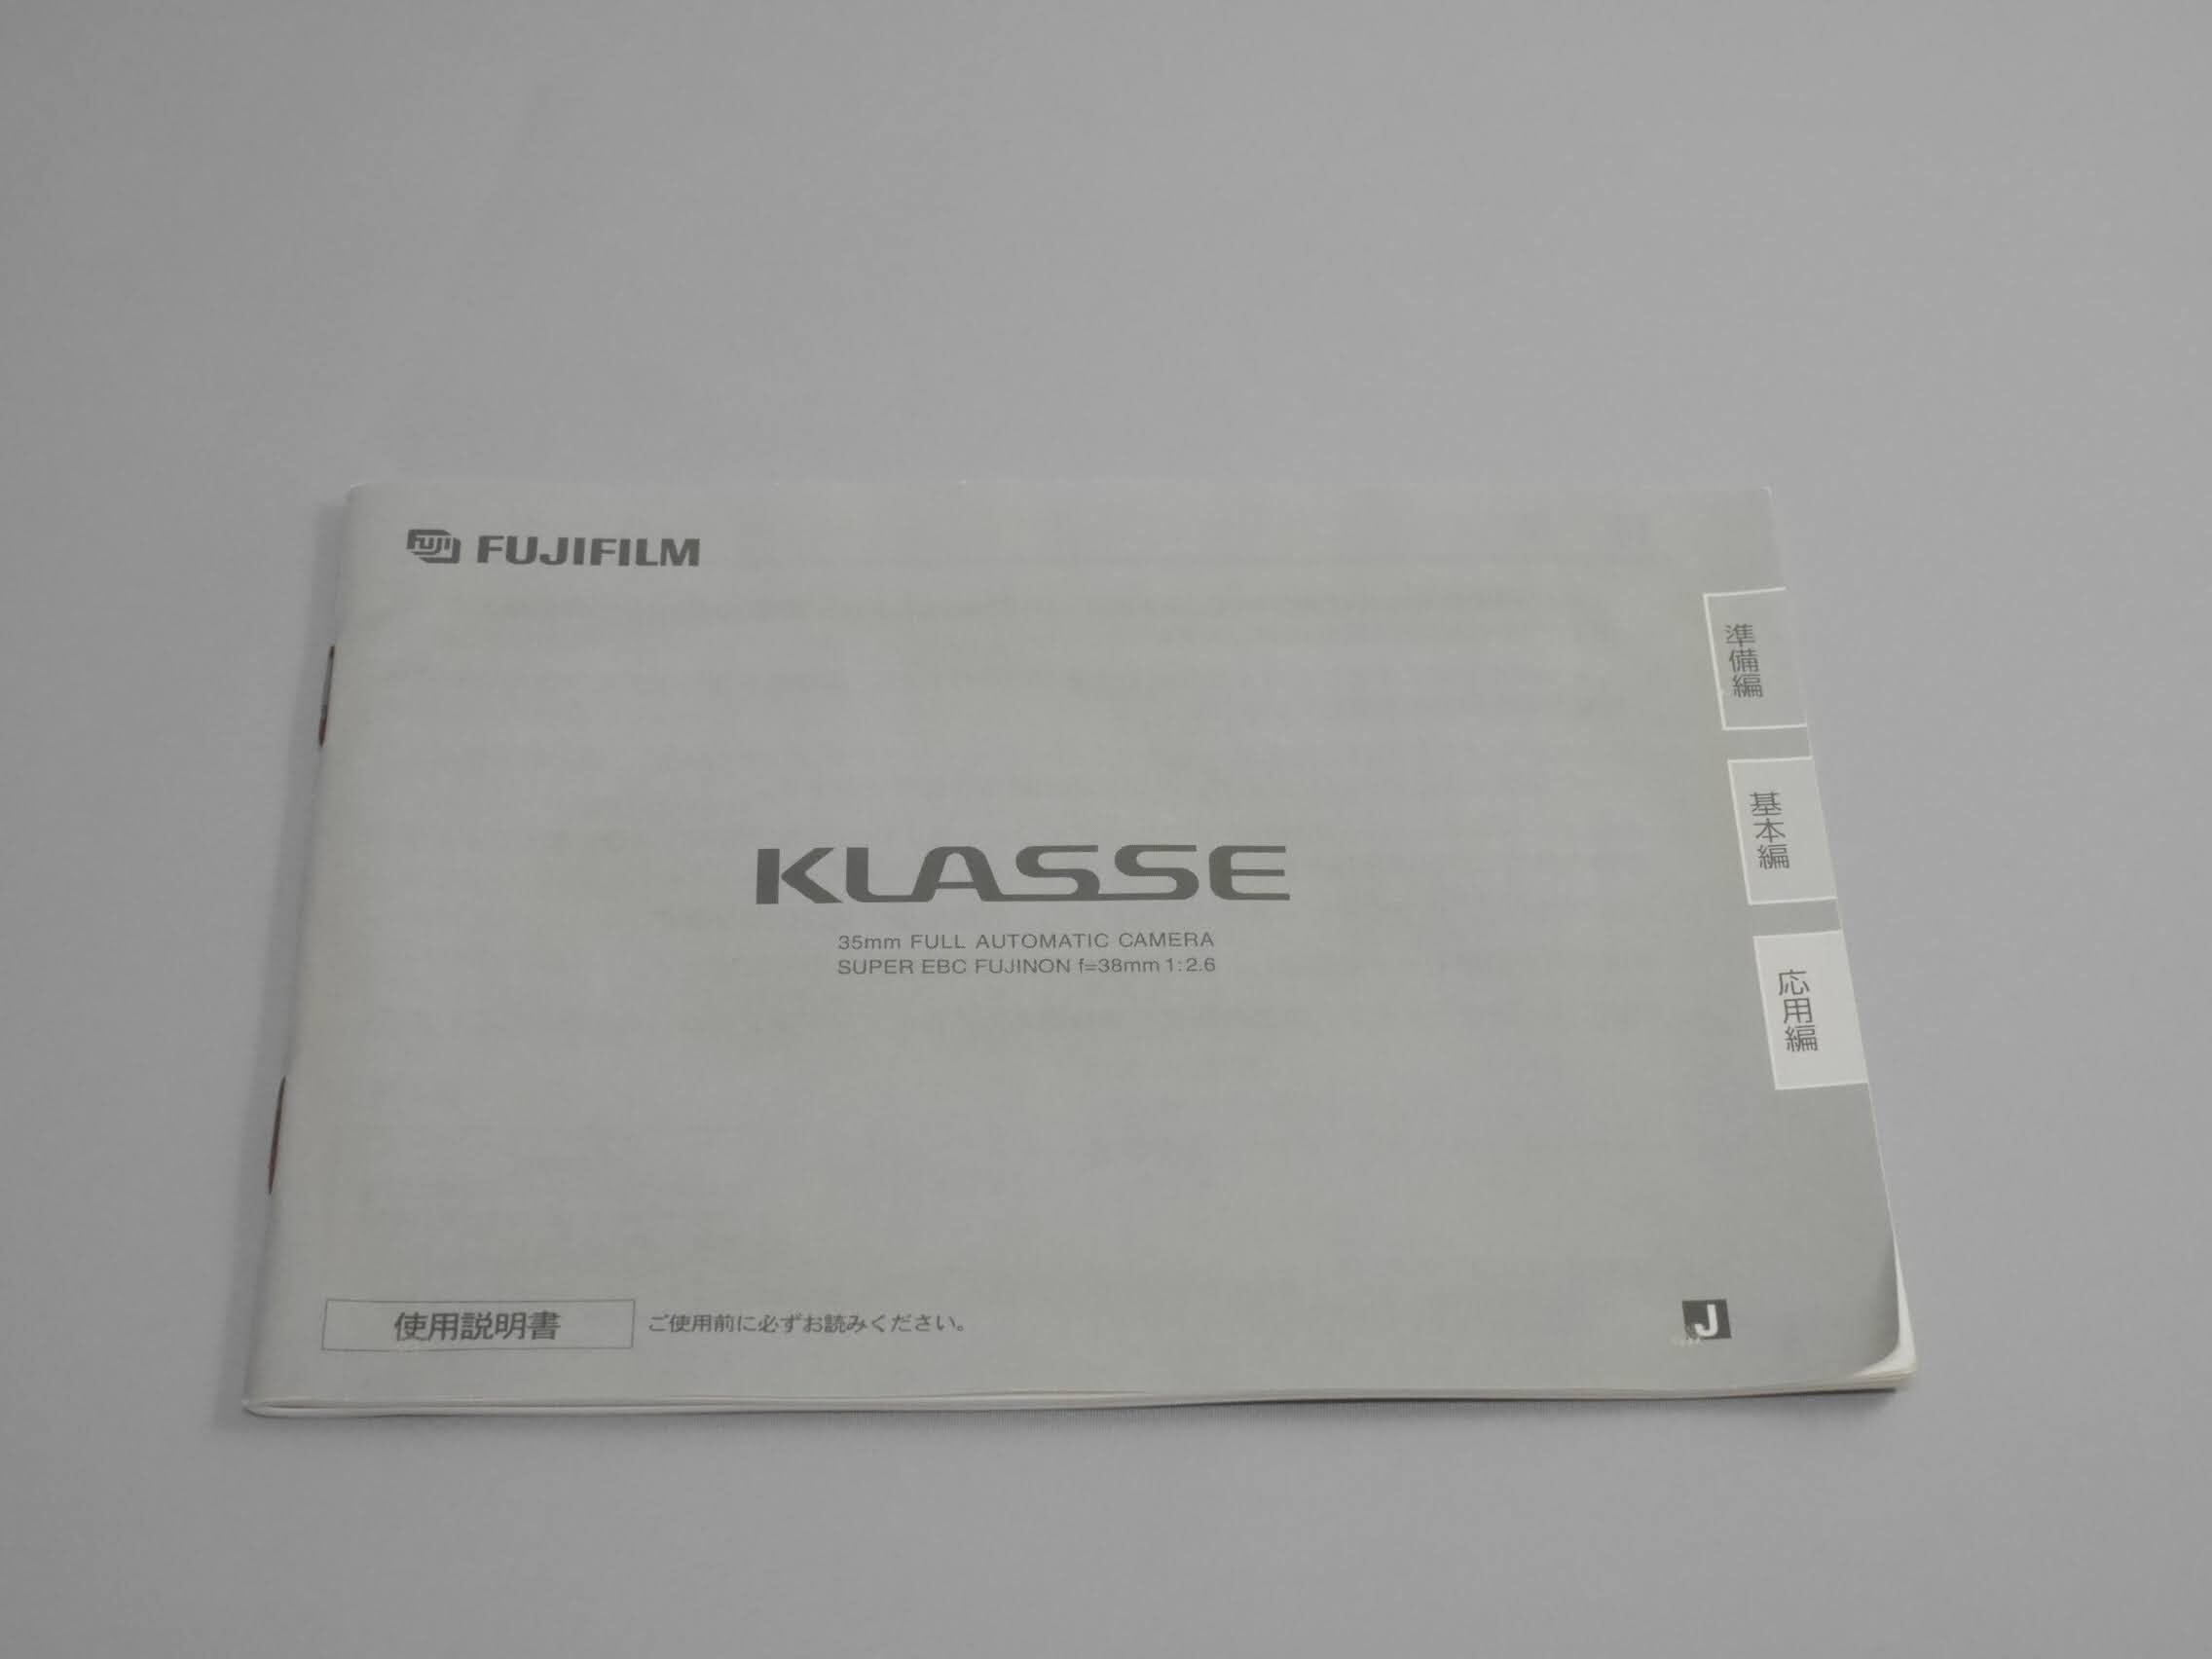 FUJI FUJIFILM
準備編
基本編
KLASSE
35mm FULL AUTOMATIC CAMERA
SUPER EBC FUJINON f=38mm 1:2.6
応用編
使用説明書 ご使用前に必ずお読みください。
J